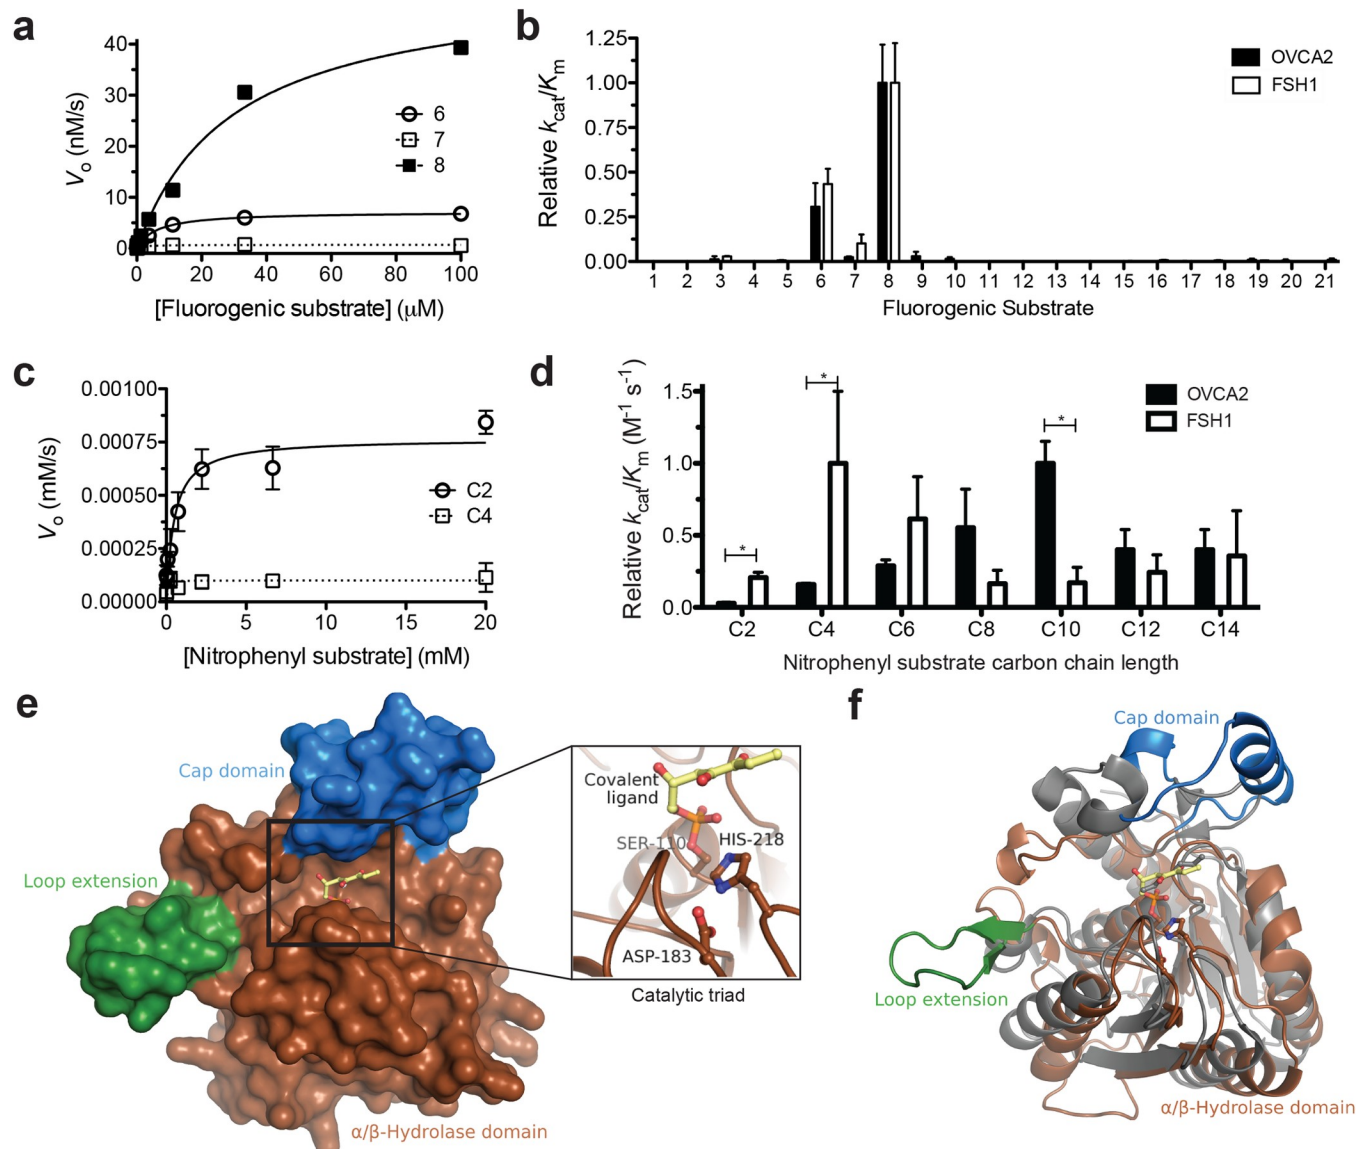 a
V₀ (nM/s)
40
30
20
10
0
6
7
8
0 20 40 60 80 100
[Fluorogenic substrate] (μM)
b
Relative kcat/Km
1.25
1.00
0.75
0.50
0.25
0.00
OVCA2
FSH1
1 2 3 4 5 6 7 8 9 10 11 12 13 14 15 16 17 18 19 20 21
Fluorogenic Substrate
c
Vo (mM/s)
0.00100
0.00075
0.00050
0.00025
0.00000
C2
C4
0 5 10 15 20
[Nitrophenyl substrate] (mM)
d
Relative kcat/Km (M⁻¹ s⁻¹)
1.5
1.0
0.5
0.0
* * *
OVCA2
FSH1
C2 C4 C6 C8 C10 C12 C14
Nitrophenyl substrate carbon chain length
e
Cap domain
Loop extension
α/β-Hydrolase domain
Covalent
ligand
SER-110
HIS-218
ASP-183
Catalytic triad
f
Cap domain
Loop extension
α/β-Hydrolase domain